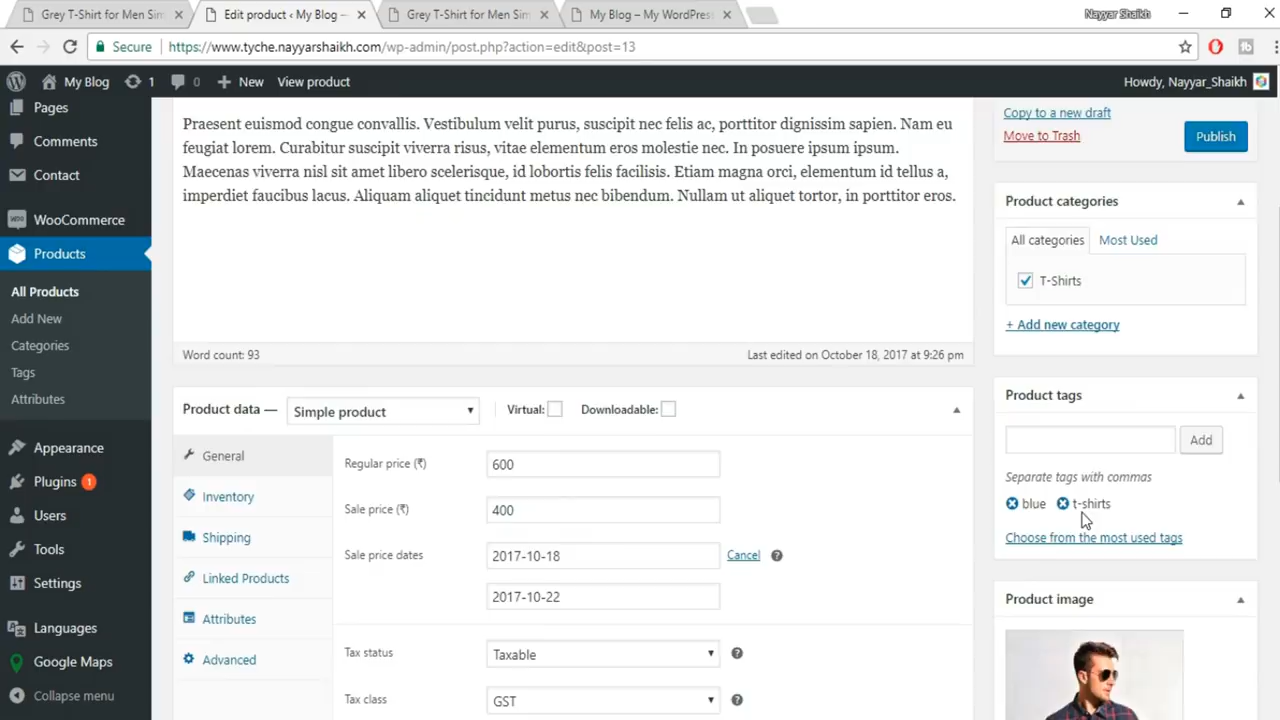 Grey T-Shirt for Men Sim
Edit product ‹ My Blog —
Grey T-Shirt for Men Sim
My Blog – My WordPress
Nayyar Shaikh
Secure
https://www.tyche.nayyarshaikh.com/wp-admin/post.php?action=edit&post=13
My Blog
1
0
New
View product
Howdy, Nayyar_Shaikh
Pages
Comments
Contact
WooCommerce
Products
All Products
Add New
Categories
Tags
Attributes
Appearance
Plugins 1
Users
Tools
Settings
Languages
Google Maps
Collapse menu
Praesent euismod congue convallis. Vestibulum velit purus, suscipit nec felis ac, porttitor dignissim sapien. Nam eu
feugiat lorem. Curabitur suscipit viverra risus, vitae elementum eros molestie nec. In posuere ipsum ipsum.
Maecenas viverra nisl sit amet libero scelerisque, id lobortis felis facilisis. Etiam magna orci, elementum id tellus a,
imperdiet faucibus lacus. Aliquam aliquet tincidunt metus nec bibendum. Nullam ut aliquet tortor, in porttitor eros.
Word count: 93
Last edited on October 18, 2017 at 9:26 pm
Product data —
Simple product
Virtual:
Downloadable:
General
Inventory
Shipping
Linked Products
Attributes
Advanced
Regular price (₹)
600
Sale price (₹)
400
Sale price dates
2017-10-18
Cancel
2017-10-22
Tax status
Taxable
Tax class
GST
Copy to a new draft
Move to Trash
Publish
Product categories
All categories
Most Used
T-Shirts
+ Add new category
Product tags
Add
Separate tags with commas
blue
t-shirts
Choose from the most used tags
Product image